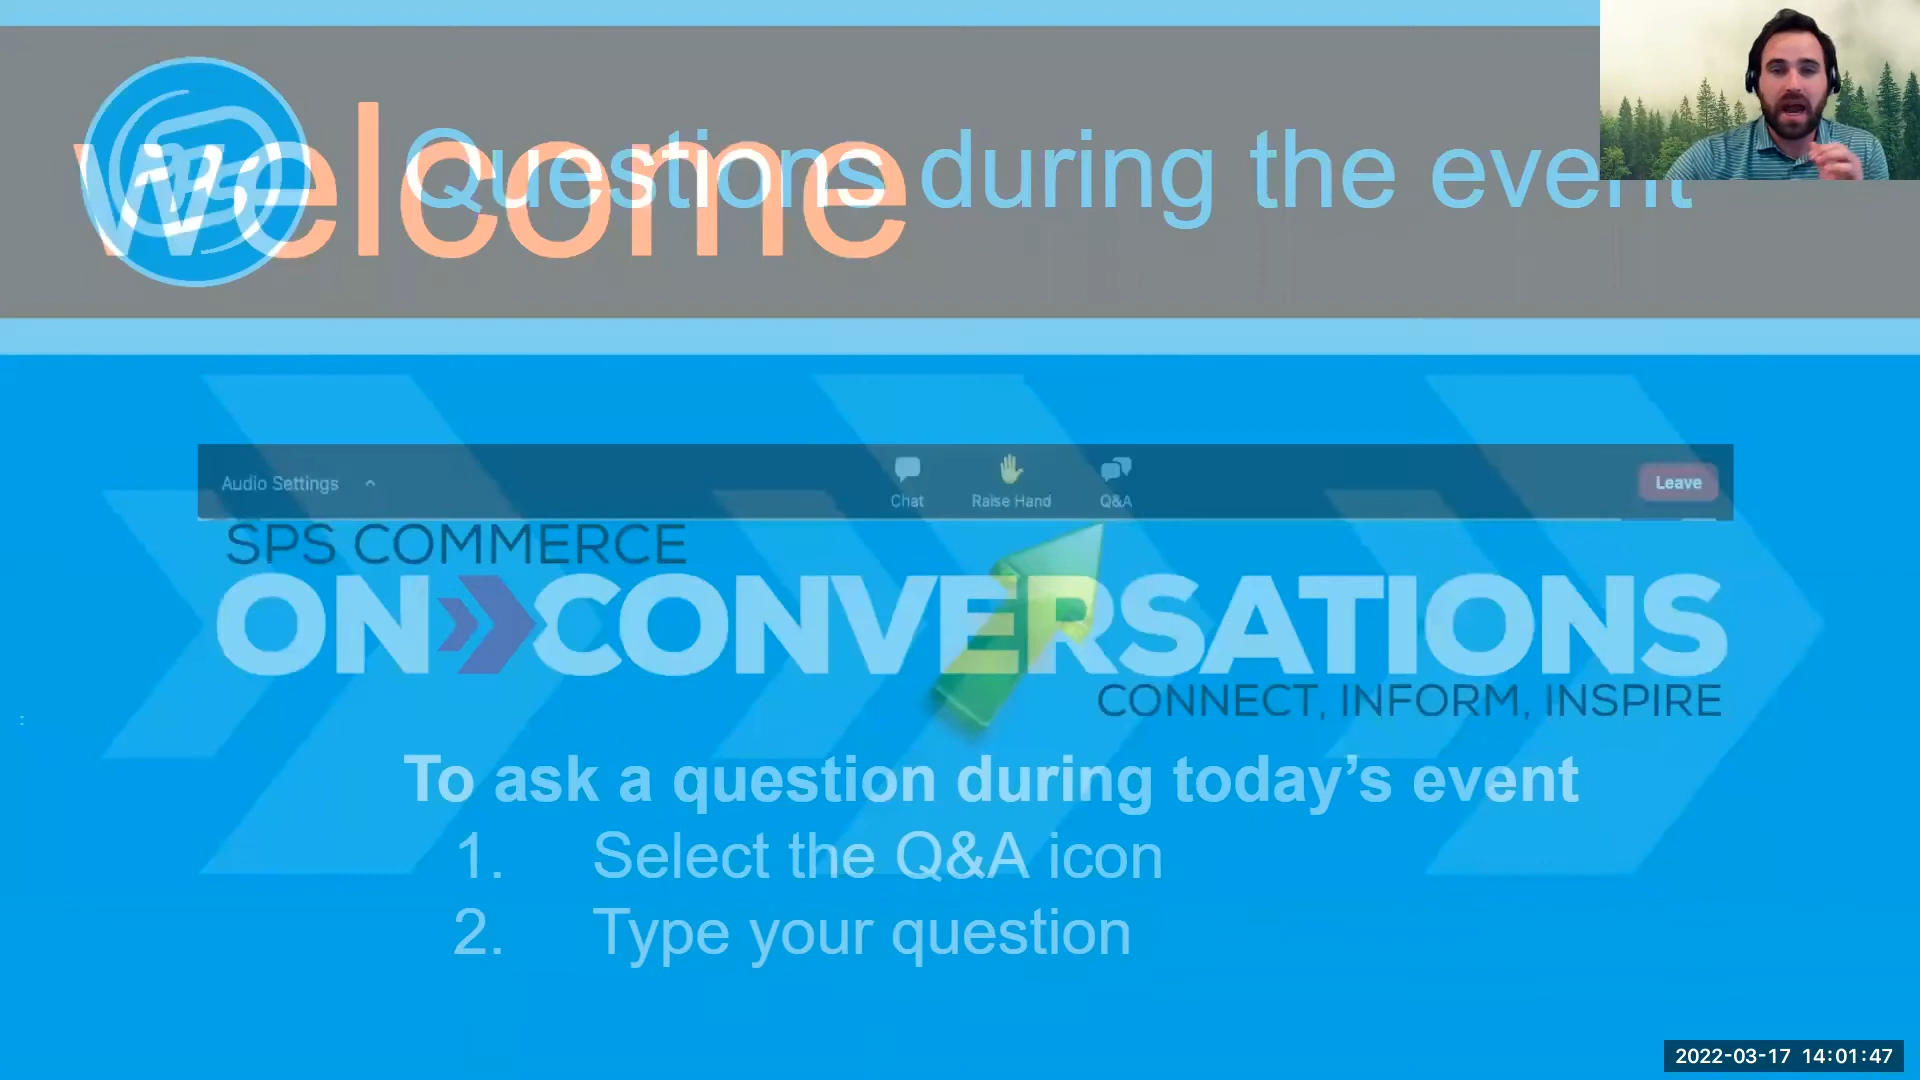 welcome
Questions during the event
Audio Settings
Chat
Raise Hand
Q&A
Leave
SPS COMMERCE
ON CONVERSATIONS
CONNECT, INFORM, INSPIRE
To ask a question during today’s event
1. Select the Q&A icon
2. Type your question
2022-03-17 14:01:47